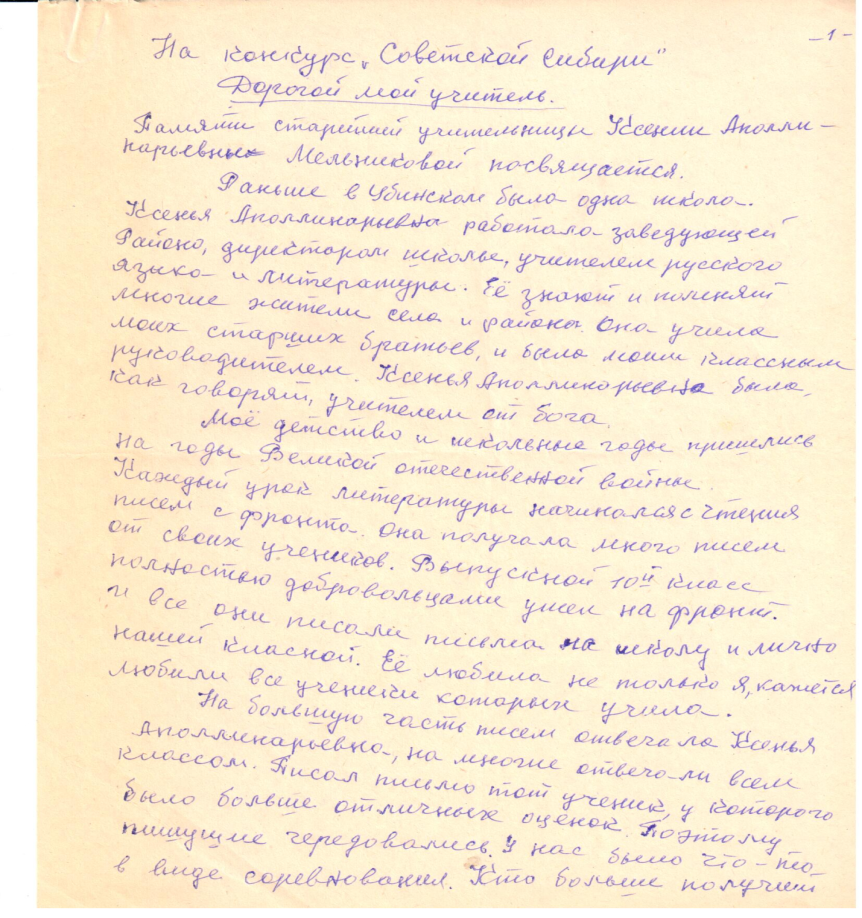 -1-
На конкурс „Советской Сибири"
Дорогой мой учитель.
Памяти старейшей учительницы Ксении Аполли-
нарьевны Мельниковой посвящается.
Раньше в Убинском была одна школа.
Ксенья Аполлинарьевна работала заведующей
Районо, директором школы, учителем русского
языка и литературы. Её знают и помнят
многие жители села и района. Она учила
моих старших братьев, и была моим классным
руководителем. Ксенья Аполлинарьевна была,
как говорят, учителем от бога.
Моё детство и школьные годы пришлись
на годы Великой отечественной войны.
Каждый урок литературы начинался с чтения
писем с фронта. Она получала много писем
от своих учеников. Выпускной 10й класс
полностью добровольцами ушел на фронт.
и все они писали письма на школу и лично
нашей класной. Её любила не только я, кажется
любили все ученики которых учила.
На большую часть писем отвечала Ксенья
Аполлинарьевна, на многие отвечали всем
классом. Писал письмо тот ученик, у которого
было больше отличных оценок. Поэтому
пишущие чередовались. У нас было что-то
в виде соревнования. Кто больше получит